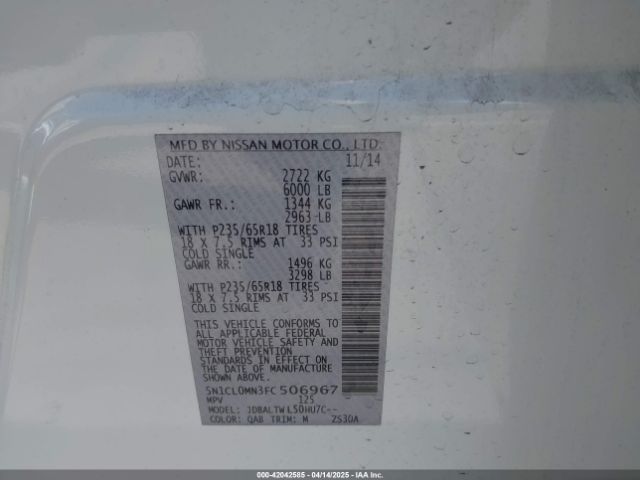 MFD BY NISSAN MOTOR CO., LTD.
DATE: 11/14
GVWR: 2722 KG
6000 LB
GAWR FR.: 1344 KG
2963 LB
WITH P235/65R18 TIRES
18 X 7.5 RIMS AT 33 PSI
COLD SINGLE
GAWR RR.: 1496 KG
3298 LB
WITH P235/65R18 TIRES
18 X 7.5 RIMS AT 33 PSI
COLD SINGLE
THIS VEHICLE CONFORMS TO
ALL APPLICABLE FEDERAL
MOTOR VEHICLE SAFETY AND
THEFT PREVENTION
STANDARDS IN EFFECT ON
THE DATE OF MANUFACTURE
SHOWN ABOVE.
5N1CL0MN3FC506967
MPV 125
MODEL: JDBALTWL50HU7C--
COLOR: QAB TRIM: M ZS30A
000-42042585 - 04/14/2025 - IAA Inc.